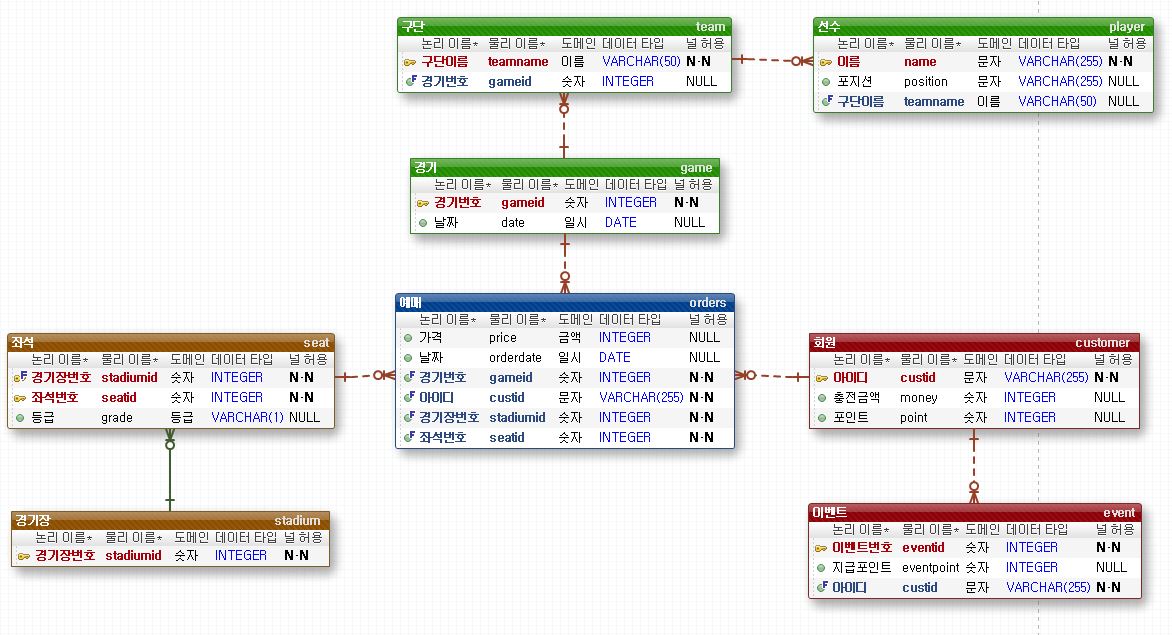 구단 team
논리 이름* 물리 이름* 도메인 데이터 타입 널 허용
구단이름 teamname 이름 VARCHAR(50) N-N
경기번호 gameid 숫자 INTEGER NULL
선수 player
논리 이름* 물리 이름* 도메인 데이터 타입 널 허용
이름 name 문자 VARCHAR(255) N-N
포지션 position 문자 VARCHAR(255) NULL
구단이름 teamname 이름 VARCHAR(50) NULL
경기 game
논리 이름* 물리 이름* 도메인 데이터 타입 널 허용
경기번호 gameid 숫자 INTEGER N-N
날짜 date 일시 DATE NULL
예매 orders
논리 이름* 물리 이름* 도메인 데이터 타입 널 허용
가격 price 금액 INTEGER NULL
날짜 orderdate 일시 DATE NULL
경기번호 gameid 숫자 INTEGER N-N
아이디 custid 문자 VARCHAR(255) N-N
경기장번호 stadiumid 숫자 INTEGER N-N
좌석번호 seatid 숫자 INTEGER N-N
좌석 seat
논리 이름* 물리 이름* 도메인 데이터 타입 널 허용
경기장번호 stadiumid 숫자 INTEGER N-N
좌석번호 seatid 숫자 INTEGER N-N
등급 grade 등급 VARCHAR(1) NULL
회원 customer
논리 이름* 물리 이름* 도메인 데이터 타입 널 허용
아이디 custid 문자 VARCHAR(255) N-N
충전금액 money 숫자 INTEGER NULL
포인트 point 숫자 INTEGER NULL
경기장 stadium
논리 이름* 물리 이름* 도메인 데이터 타입 널 허용
경기장번호 stadiumid 숫자 INTEGER N-N
이벤트 event
논리 이름* 물리 이름* 도메인 데이터 타입 널 허용
이벤트번호 eventid 숫자 INTEGER N-N
지급포인트 eventpoint 숫자 INTEGER NULL
아이디 custid 문자 VARCHAR(255) N-N